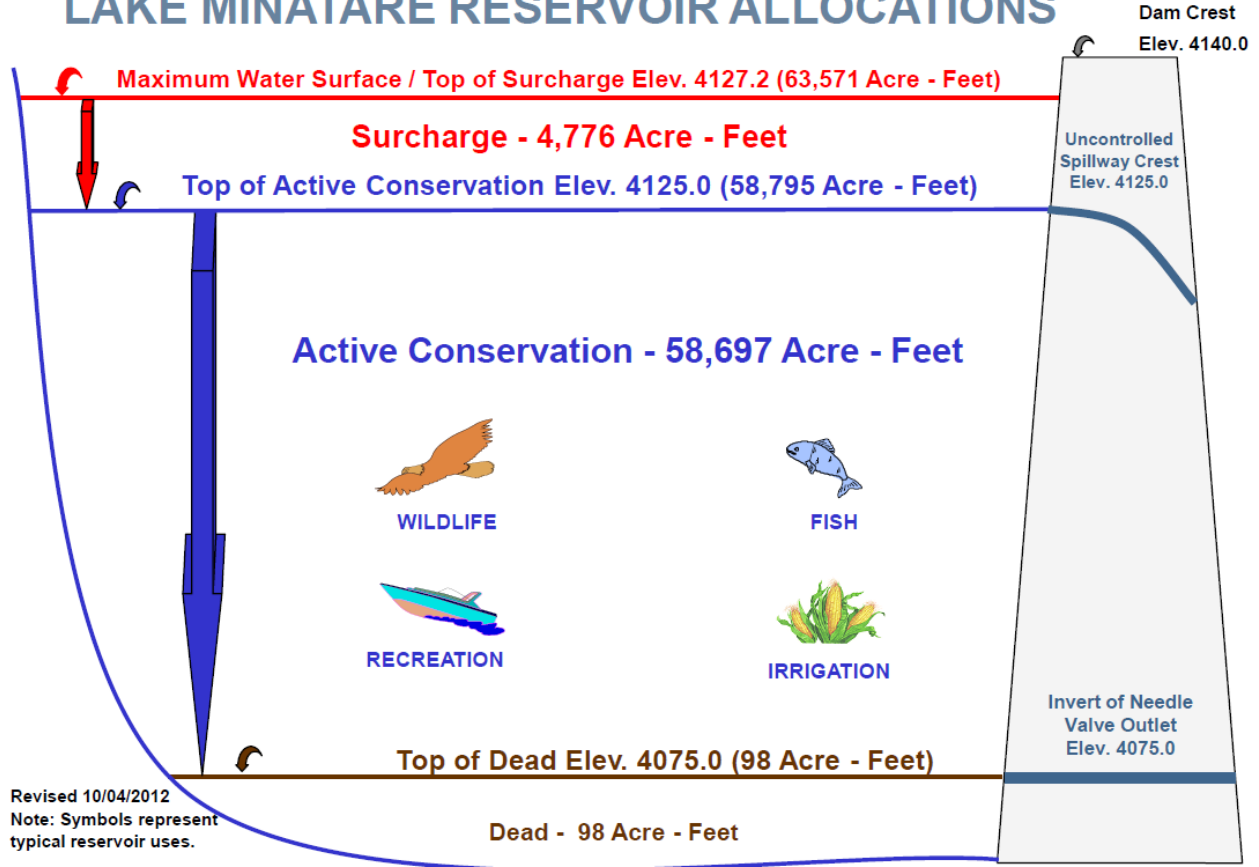 LAKE MINATARE RESERVOIR ALLOCATIONS
Dam Crest
Elev. 4140.0
Maximum Water Surface / Top of Surcharge Elev. 4127.2 (63,571 Acre - Feet)
Surcharge - 4,776 Acre - Feet
Uncontrolled
Spillway Crest
Elev. 4125.0
Top of Active Conservation Elev. 4125.0 (58,795 Acre - Feet)
Active Conservation - 58,697 Acre - Feet
WILDLIFE
FISH
RECREATION
IRRIGATION
Invert of Needle
Valve Outlet
Elev. 4075.0
Top of Dead Elev. 4075.0 (98 Acre - Feet)
Revised 10/04/2012
Note: Symbols represent
typical reservoir uses.
Dead - 98 Acre - Feet